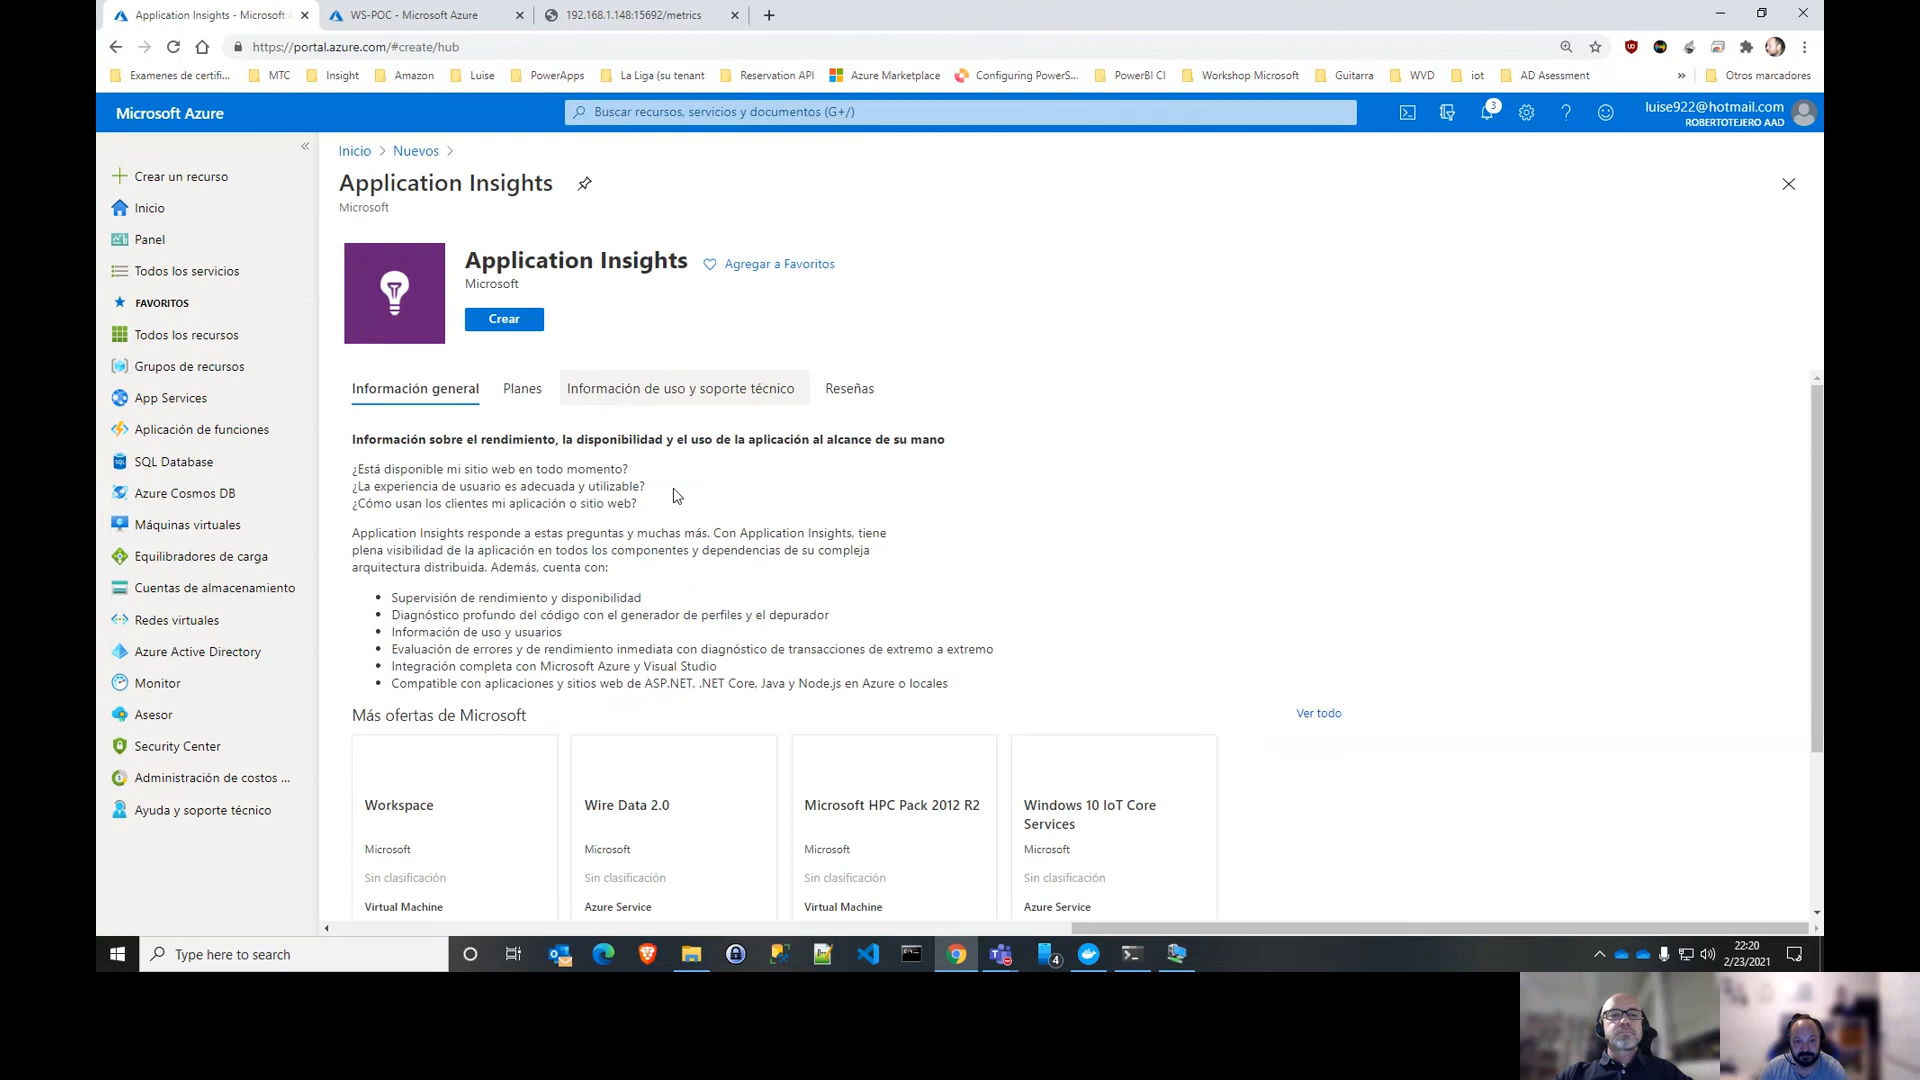 Application Insights - Microsoft A
WS-POC - Microsoft Azure
192.168.1.148:15692/metrics
https://portal.azure.com/#create/hub
Examenes de certifi...
MTC
Insight
Amazon
Luise
PowerApps
La Liga (su tenant
Reservation API
Azure Marketplace
Configuring PowerS...
PowerBI CI
Workshop Microsoft
Guitarra
WVD
iot
AD Asessment
»
Otros marcadores
Microsoft Azure
Buscar recursos, servicios y documentos (G+/)
3
luise922@hotmail.com
ROBERTOTEJERO AAD
Inicio > Nuevos >
Application Insights
Microsoft
Crear un recurso
Inicio
Panel
Todos los servicios
FAVORITOS
Todos los recursos
Grupos de recursos
App Services
Aplicación de funciones
SQL Database
Azure Cosmos DB
Máquinas virtuales
Equilibradores de carga
Cuentas de almacenamiento
Redes virtuales
Azure Active Directory
Monitor
Asesor
Security Center
Administración de costos ...
Ayuda y soporte técnico
Application Insights
Agregar a Favoritos
Microsoft
Crear
Información general
Planes
Información de uso y soporte técnico
Reseñas
Información sobre el rendimiento, la disponibilidad y el uso de la aplicación al alcance de su mano
¿Está disponible mi sitio web en todo momento?
¿La experiencia de usuario es adecuada y utilizable?
¿Cómo usan los clientes mi aplicación o sitio web?
Application Insights responde a estas preguntas y muchas más. Con Application Insights, tiene
plena visibilidad de la aplicación en todos los componentes y dependencias de su compleja
arquitectura distribuida. Además, cuenta con:
• Supervisión de rendimiento y disponibilidad
• Diagnóstico profundo del código con el generador de perfiles y el depurador
• Información de uso y usuarios
• Evaluación de errores y de rendimiento inmediata con diagnóstico de transacciones de extremo a extremo
• Integración completa con Microsoft Azure y Visual Studio
• Compatible con aplicaciones y sitios web de ASP.NET, .NET Core, Java y Node.js en Azure o locales
Más ofertas de Microsoft
Ver todo
Workspace
Microsoft
Sin clasificación
Virtual Machine
Wire Data 2.0
Microsoft
Sin clasificación
Azure Service
Microsoft HPC Pack 2012 R2
Microsoft
Sin clasificación
Virtual Machine
Windows 10 IoT Core
Services
Microsoft
Sin clasificación
Azure Service
Type here to search
4
22:20
2/23/2021